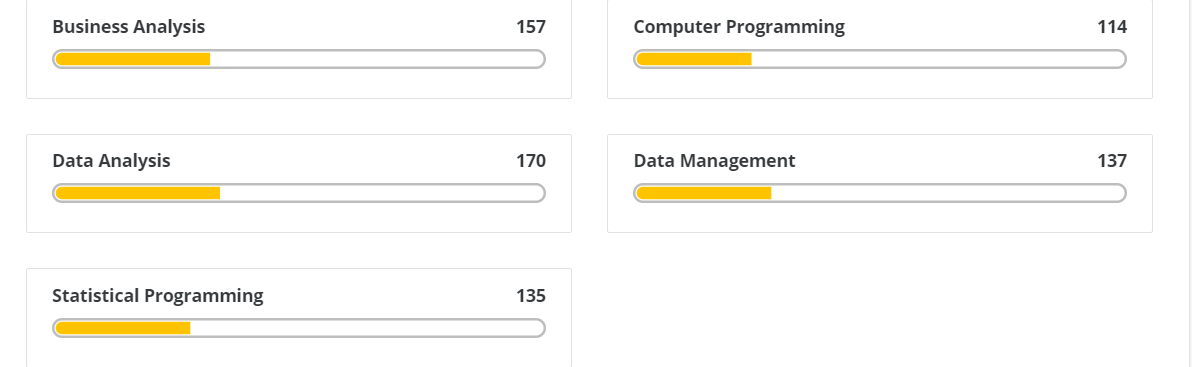 Business Analysis 157
Computer Programming 114
Data Analysis 170
Data Management 137
Statistical Programming 135